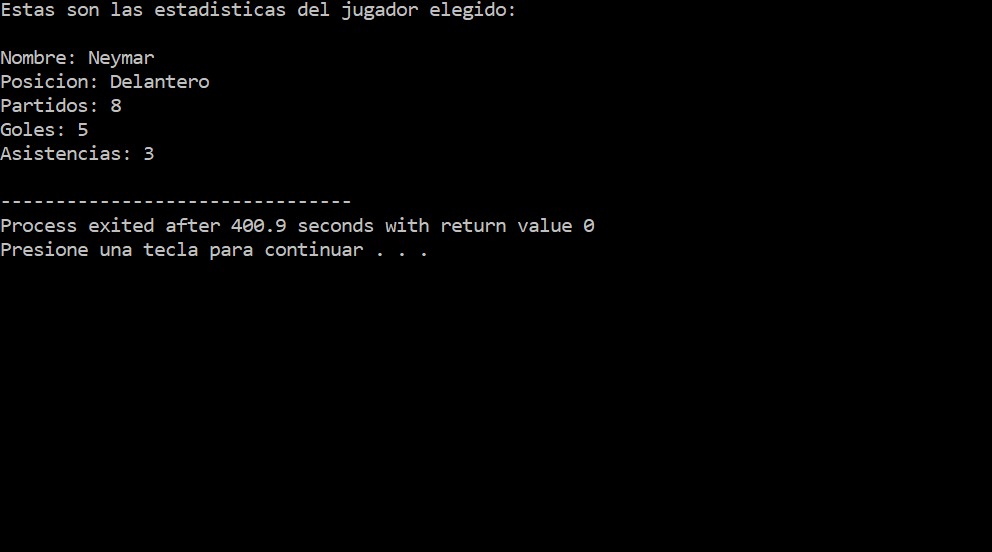 Estas son las estadisticas del jugador elegido:
Nombre: Neymar
Posicion: Delantero
Partidos: 8
Goles: 5
Asistencias: 3
--------------------------------
Process exited after 400.9 seconds with return value 0
Presione una tecla para continuar . . .